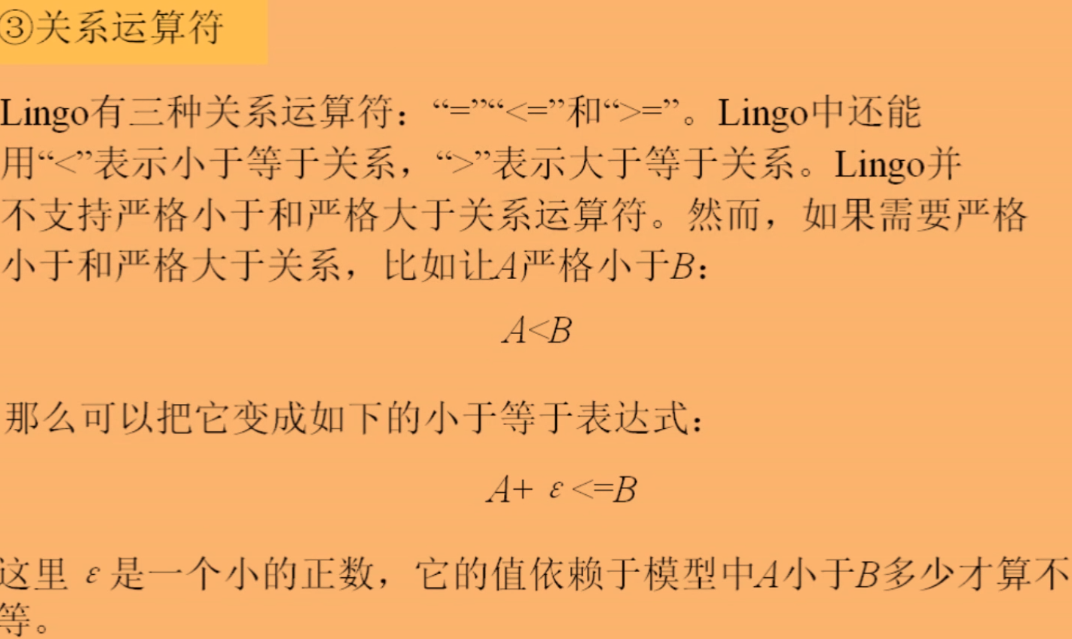 ③关系运算符
Lingo有三种关系运算符：“=”“<=”和“>=”。Lingo中还能
用“<”表示小于等于关系，“>”表示大于等于关系。Lingo并
不支持严格小于和严格大于关系运算符。然而，如果需要严格
小于和严格大于关系，比如让A严格小于B：
A<B
那么可以把它变成如下的小于等于表达式：
A+ ε<=B
这里 ε是一个小的正数，它的值依赖于模型中A小于B多少才算不
等。